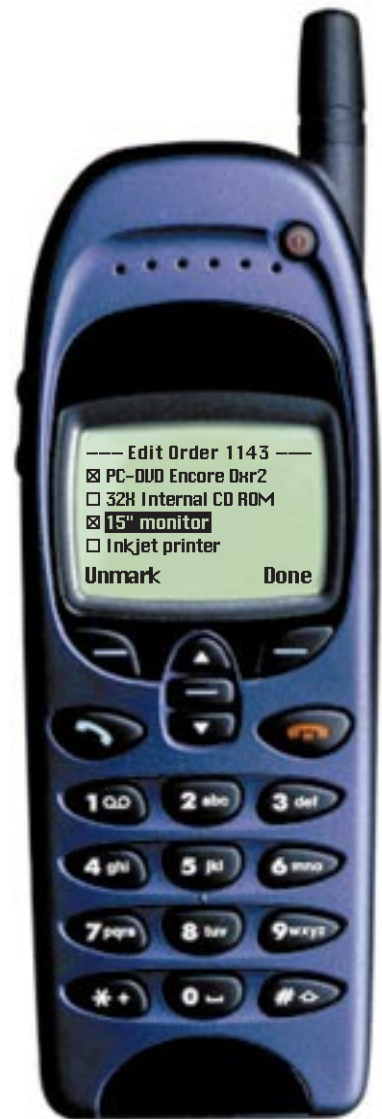 --- Edit Order 1143 ---
☒ PC-DVD Encore Dxr2
☐ 32X Internal CD ROM
☒ 15" monitor
☐ Inkjet printer
Unmark Done
1
2 abc
3 def
4 ghi
5 jkl
6 mno
7 pqrs
8 tuv
9 wxyz
* +
0
#